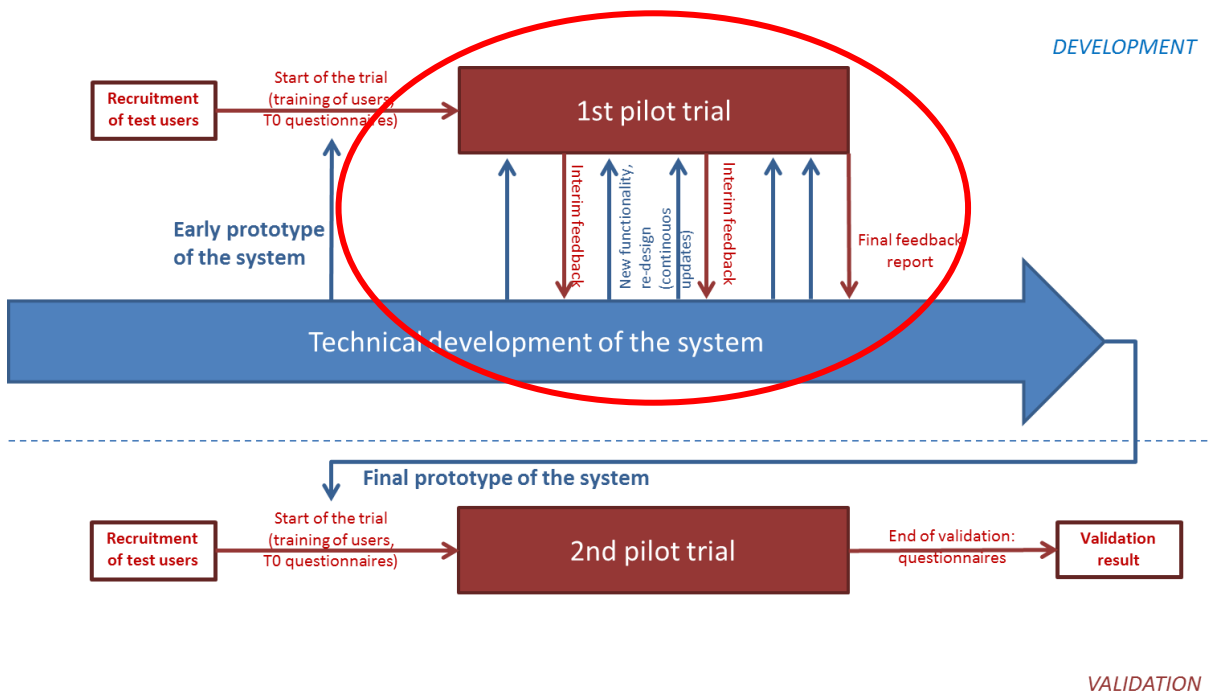 DEVELOPMENT
Recruitment
of test users
Start of the trial
(training of users,
T0 questionnaires)
1st pilot trial
Early prototype
of the system
Interim feedback
New functionality,
re-design
(continouos
updates)
Interim feedback
Final feedback
report
Technical development of the system
Final prototype of the system
Recruitment
of test users
Start of the trial
(training of users,
T0 questionnaires)
2nd pilot trial
End of validation:
questionnaires
Validation
result
VALIDATION